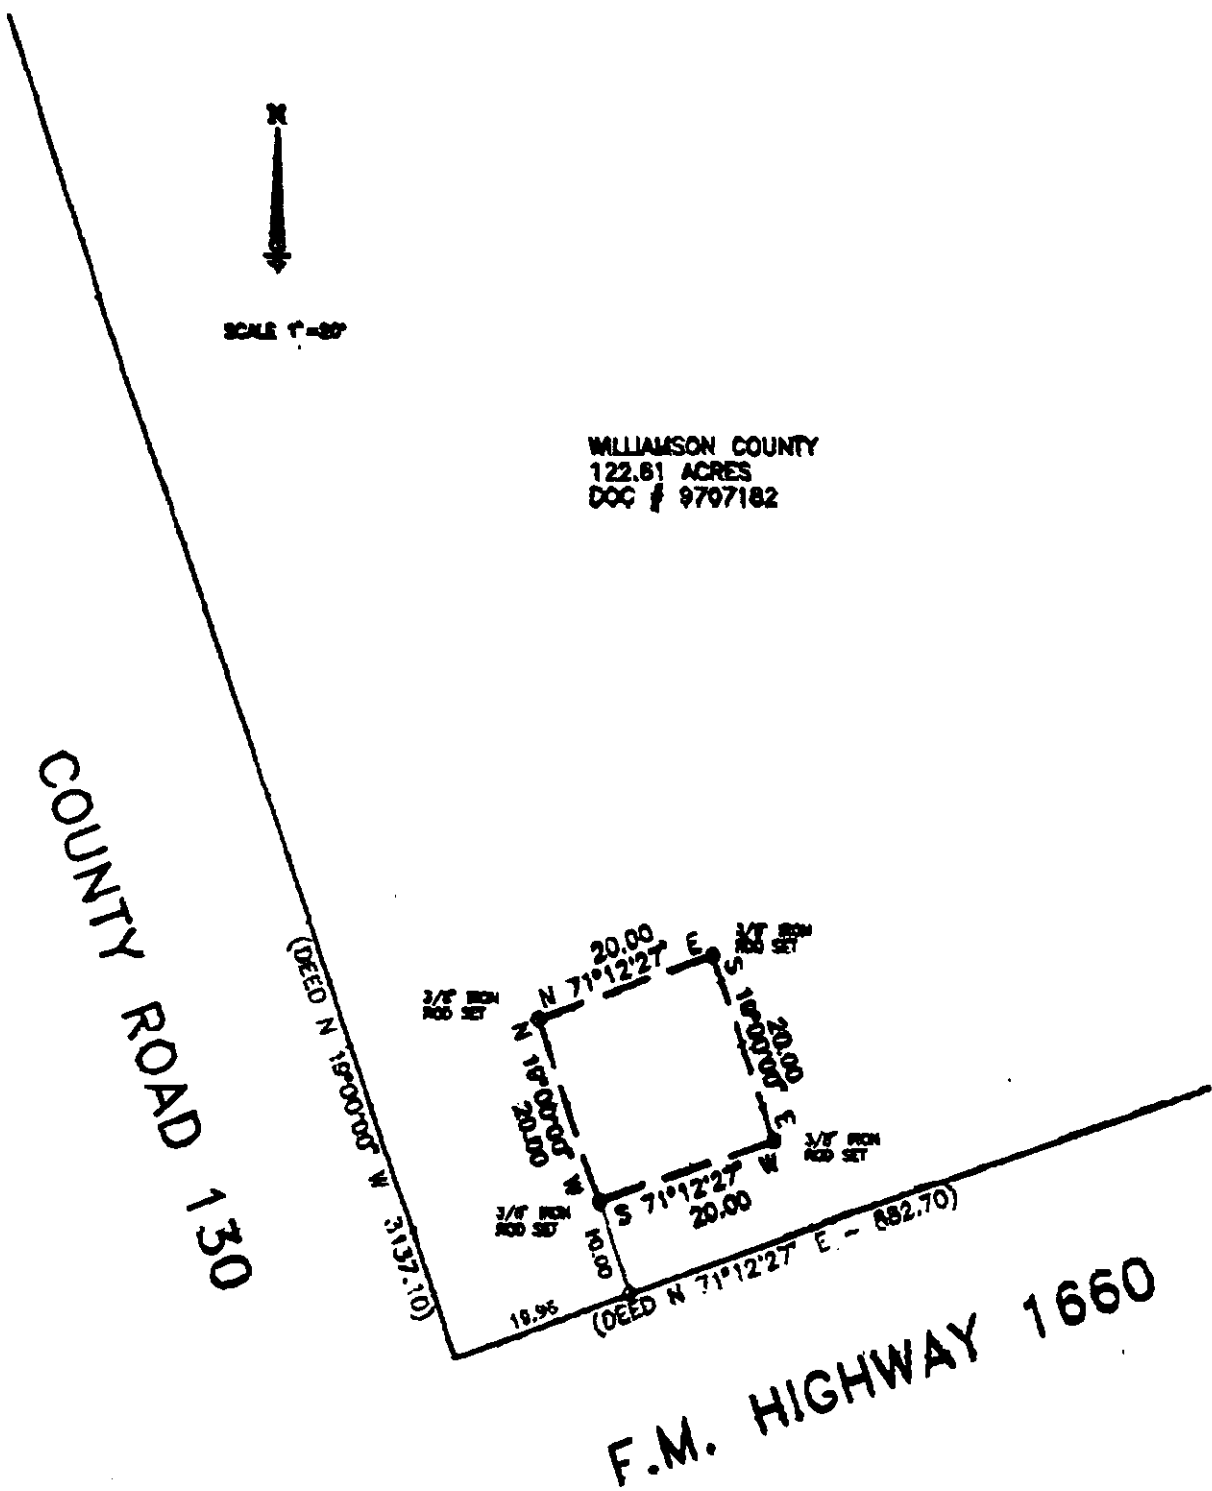 N
SCALE 1"=20'
WILLIAMSON COUNTY
122.61 ACRES
DOC # 9707182
COUNTY ROAD 130
(DEED N 19°00'00" W 3137.10)
3/8" IRON
ROD SET
N 71°12'27" E
20.00
3/8" IRON
ROD SET
S 19°00'00" E
20.00
N 19°00'00" W
20.00
3/8" IRON
ROD SET
S 71°12'27" W
20.00
3/8" IRON
ROD SET
10.00
19.96
(DEED N 71°12'27" E - 882.70)
F.M. HIGHWAY 1660